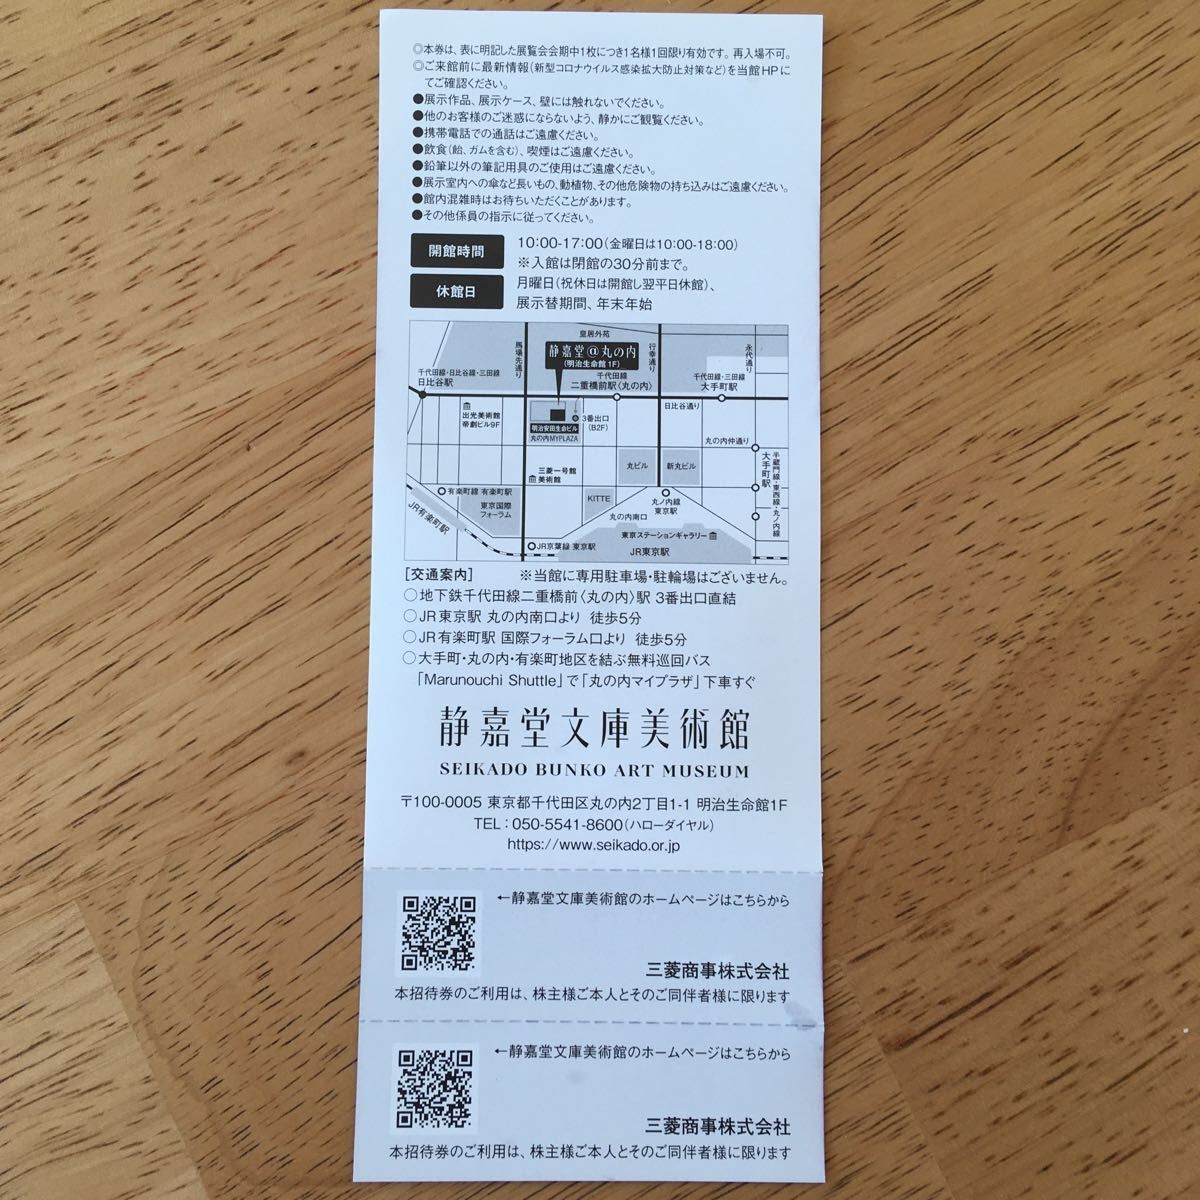 ◎本券は、表に明記した展覧会会期中1枚につき1名様1回限り有効です。再入場不可。
◎ご来館前に最新情報(新型コロナウイルス感染拡大防止対策など)を当館HPに
てご確認ください。
●展示作品、展示ケース、壁には触れないでください。
●他のお客様のご迷惑にならないよう、静かにご観覧ください。
●携帯電話での通話はご遠慮ください。
●飲食(飴、ガムを含む)、喫煙はご遠慮ください。
●鉛筆以外の筆記用具のご使用はご遠慮ください。
●展示室内への傘など長いもの、動植物、その他危険物の持ち込みはご遠慮ください。
●館内混雑時はお待ちいただくことがあります。
●その他係員の指示に従ってください。
開館時間
10:00-17:00(金曜日は10:00-18:00)
※入館は閉館の30分前まで。
休館日
月曜日(祝休日は開館し翌平日休館)、
展示替期間、年末年始
皇居外苑
馬場先通り
静嘉堂@丸の内
(明治生命館1F)
行幸通り
永代通り
千代田線・日比谷線・三田線
日比谷駅
千代田線
二重橋前駅〈丸の内〉
千代田線・三田線
大手町駅
日比谷通り
出光美術館
帝劇ビル9F
3番出口
(B2F)
明治安田生命ビル
丸の内MY PLAZA
丸の内仲通り
三菱一号館
美術館
丸ビル
新丸ビル
大手町駅
半蔵門線・東西線・丸ノ内線
有楽町線 有楽町駅
東京国際
フォーラム
KITTE
丸ノ内線
東京駅
丸の内南口
JR有楽町駅
JR京葉線 東京駅
東京ステーションギャラリー
JR東京駅
[交通案内] ※当館に専用駐車場・駐輪場はございません。
○地下鉄千代田線二重橋前〈丸の内〉駅 3番出口直結
○JR東京駅 丸の内南口より 徒歩5分
○JR有楽町駅 国際フォーラム口より 徒歩5分
○大手町・丸の内・有楽町地区を結ぶ無料巡回バス
「Marunouchi Shuttle」で「丸の内マイプラザ」下車すぐ
静嘉堂文庫美術館
SEIKADO BUNKO ART MUSEUM
〒100-0005 東京都千代田区丸の内2丁目1-1 明治生命館1F
TEL：050-5541-8600(ハローダイヤル)
https://www.seikado.or.jp
←静嘉堂文庫美術館のホームページはこちらから
三菱商事株式会社
本招待券のご利用は、株主様ご本人とそのご同伴者様に限ります
←静嘉堂文庫美術館のホームページはこちらから
三菱商事株式会社
本招待券のご利用は、株主様ご本人とそのご同伴者様に限ります